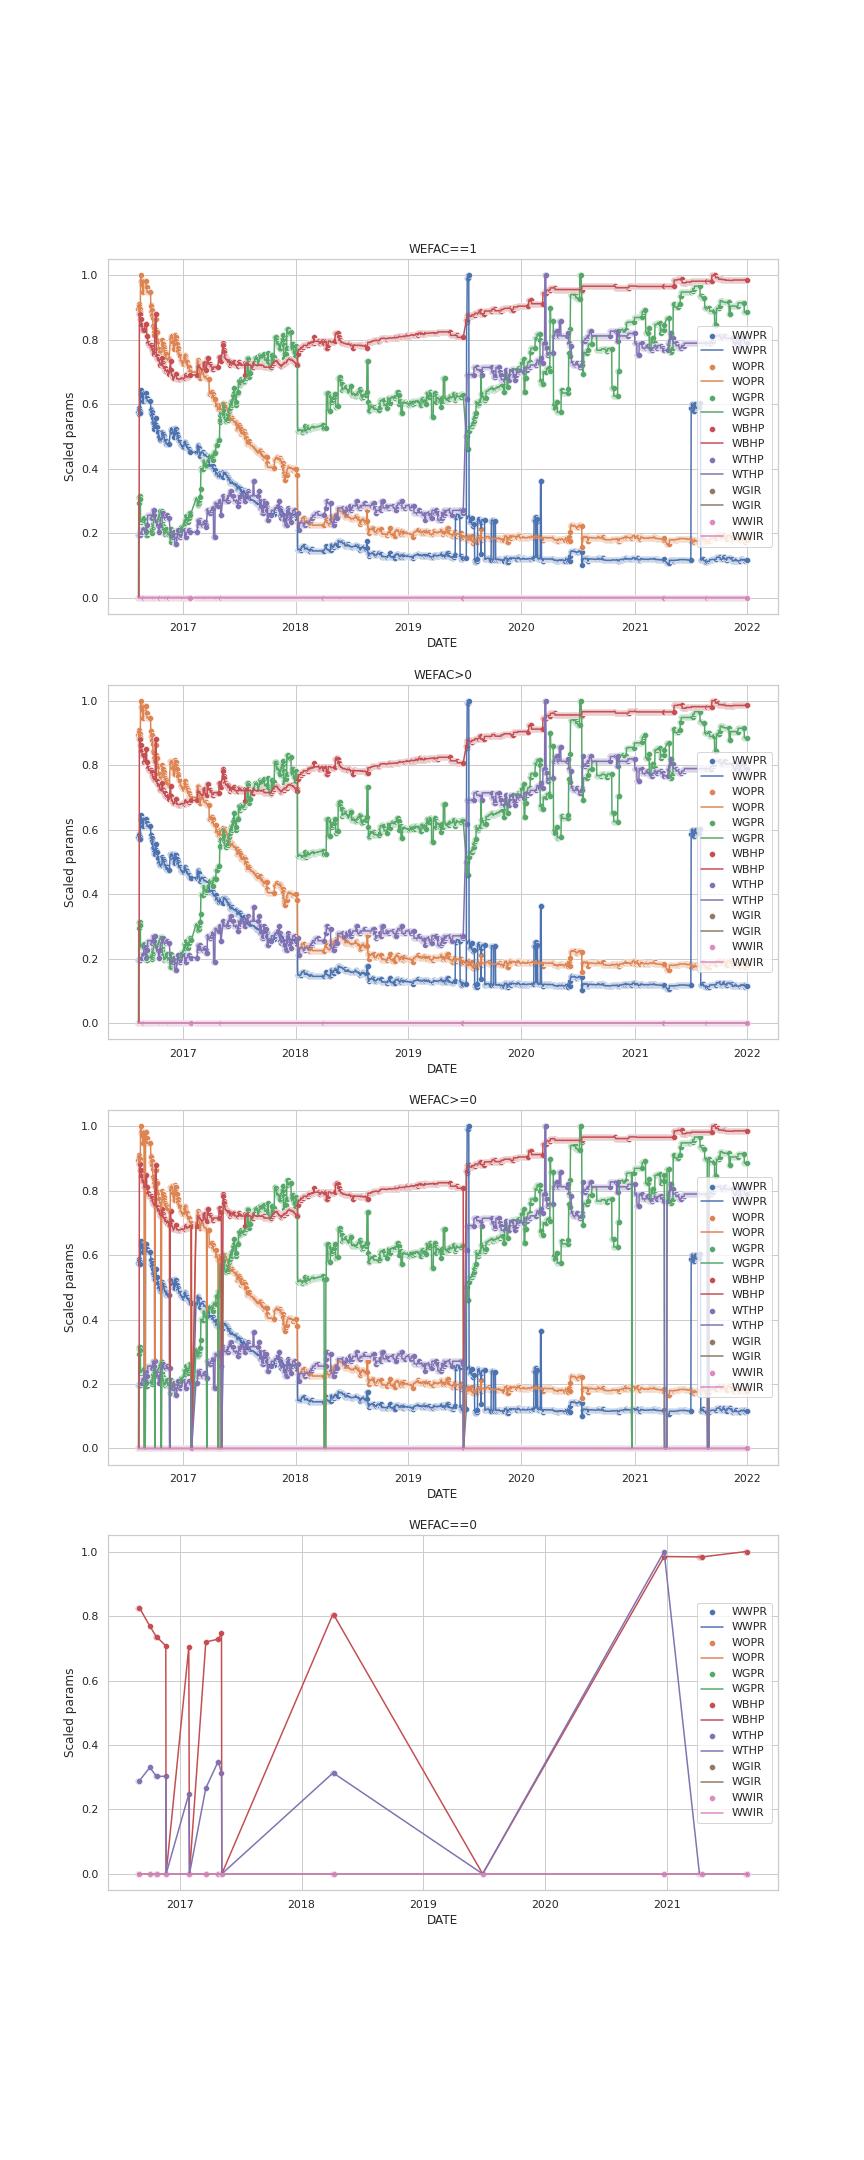 WEFAC==1
1.0
0.8
0.6
0.4
0.2
0.0
Scaled params
WWPR
WWPR
WOPR
WOPR
WGPR
WGPR
WBHP
WBHP
WTHP
WTHP
WGIR
WGIR
WWIR
WWIR
2017 2018 2019 2020 2021 2022
DATE
WEFAC>0
1.0
0.8
0.6
0.4
0.2
0.0
Scaled params
WWPR
WWPR
WOPR
WOPR
WGPR
WGPR
WBHP
WBHP
WTHP
WTHP
WGIR
WGIR
WWIR
WWIR
2017 2018 2019 2020 2021 2022
DATE
WEFAC>=0
1.0
0.8
0.6
0.4
0.2
0.0
Scaled params
WWPR
WWPR
WOPR
WOPR
WGPR
WGPR
WBHP
WBHP
WTHP
WTHP
WGIR
WGIR
WWIR
WWIR
2017 2018 2019 2020 2021 2022
DATE
WEFAC==0
1.0
0.8
0.6
0.4
0.2
0.0
Scaled params
WWPR
WWPR
WOPR
WOPR
WGPR
WGPR
WBHP
WBHP
WTHP
WTHP
WGIR
WGIR
WWIR
WWIR
2017 2018 2019 2020 2021
DATE